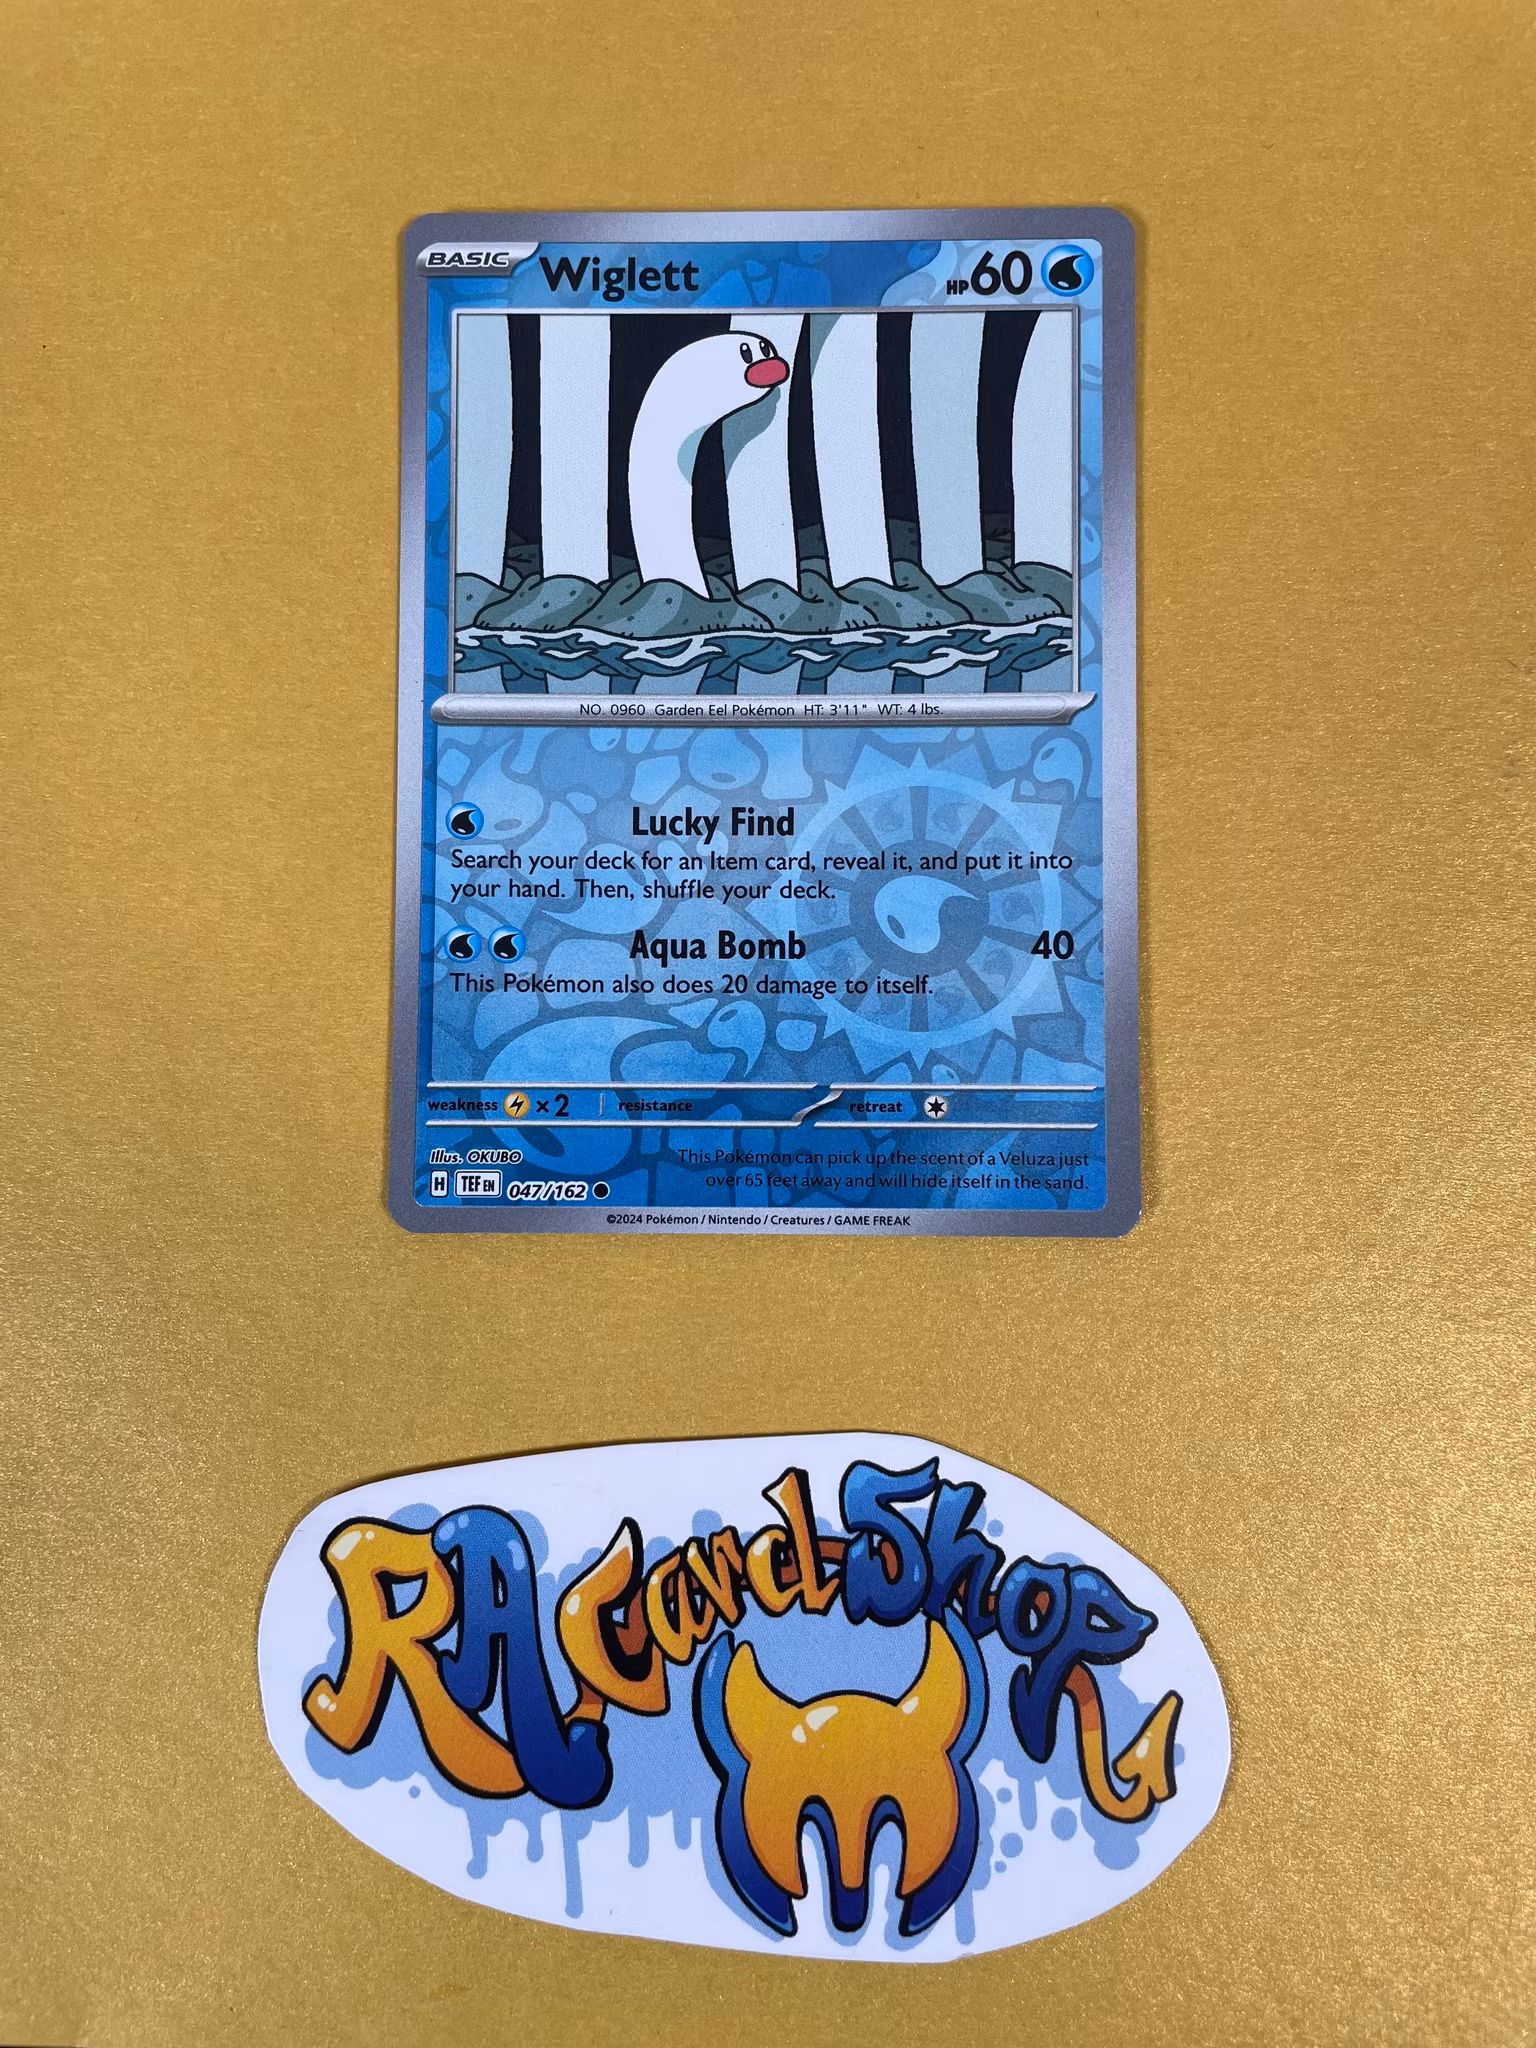 BASIC Wiglett HP60
NO. 0960 Garden Eel Pokémon HT: 3'11" WT: 4 lbs.
Lucky Find
Search your deck for an Item card, reveal it, and put it into
your hand. Then, shuffle your deck.
Aqua Bomb 40
This Pokémon also does 20 damage to itself.
weakness ×2 resistance retreat
Illus. OKUBO
H TEF EN 047/162
This Pokémon can pick up the scent of a Veluza just
over 65 feet away and will hide itself in the sand.
©2024 Pokémon / Nintendo / Creatures / GAME FREAK
RA Card Shop